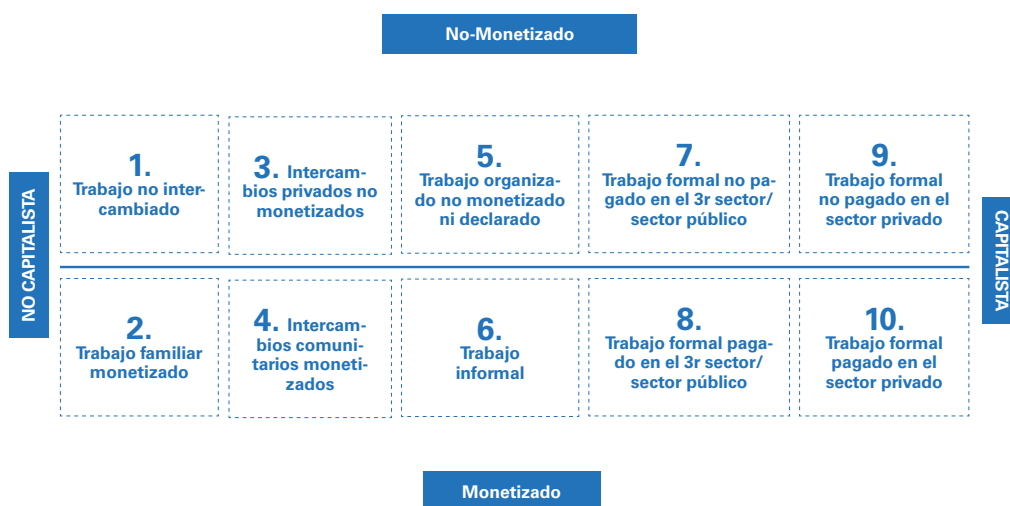 No-Monetizado
NO CAPITALISTA
1.
Trabajo no inter-
cambiado
3. Intercam-
bios privados no
monetizados
5.
Trabajo organiza-
do no monetizado
ni declarado
7.
Trabajo formal no pa-
gado en el 3r sector/
sector público
9.
Trabajo formal
no pagado en el
sector privado
CAPITALISTA
2.
Trabajo familiar
monetizado
4. Intercam-
bios comuni-
tarios moneti-
zados
6.
Trabajo
informal
8.
Trabajo formal paga-
do en el 3r sector/
sector público
10.
Trabajo formal
pagado en el
sector privado
Monetizado